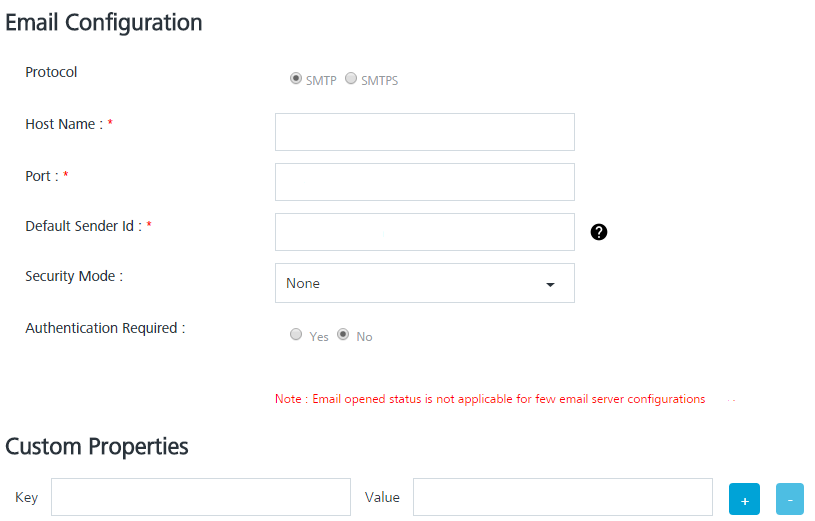 Email Configuration
Protocol
SMTP SMTPS
Host Name : *
Port : *
Default Sender Id : *
?
Security Mode :
None
Authentication Required :
Yes No
Note : Email opened status is not applicable for few email server configurations
Custom Properties
Key Value + -